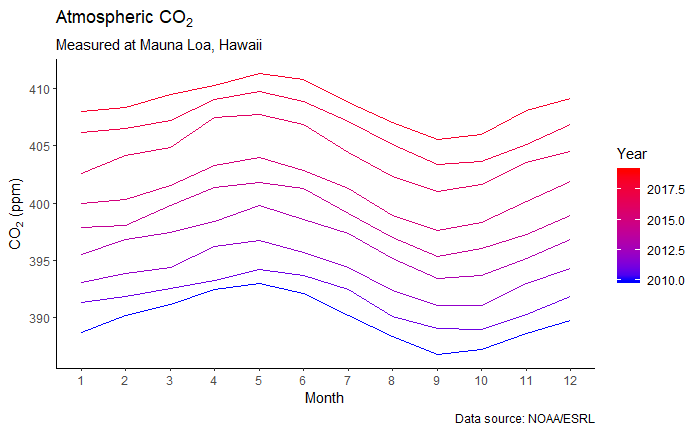 Atmospheric CO₂
Measured at Mauna Loa, Hawaii
CO₂ (ppm)
410
405
400
395
390
1 2 3 4 5 6 7 8 9 10 11 12
Month
Year
2017.5
2015.0
2012.5
2010.0
Data source: NOAA/ESRL